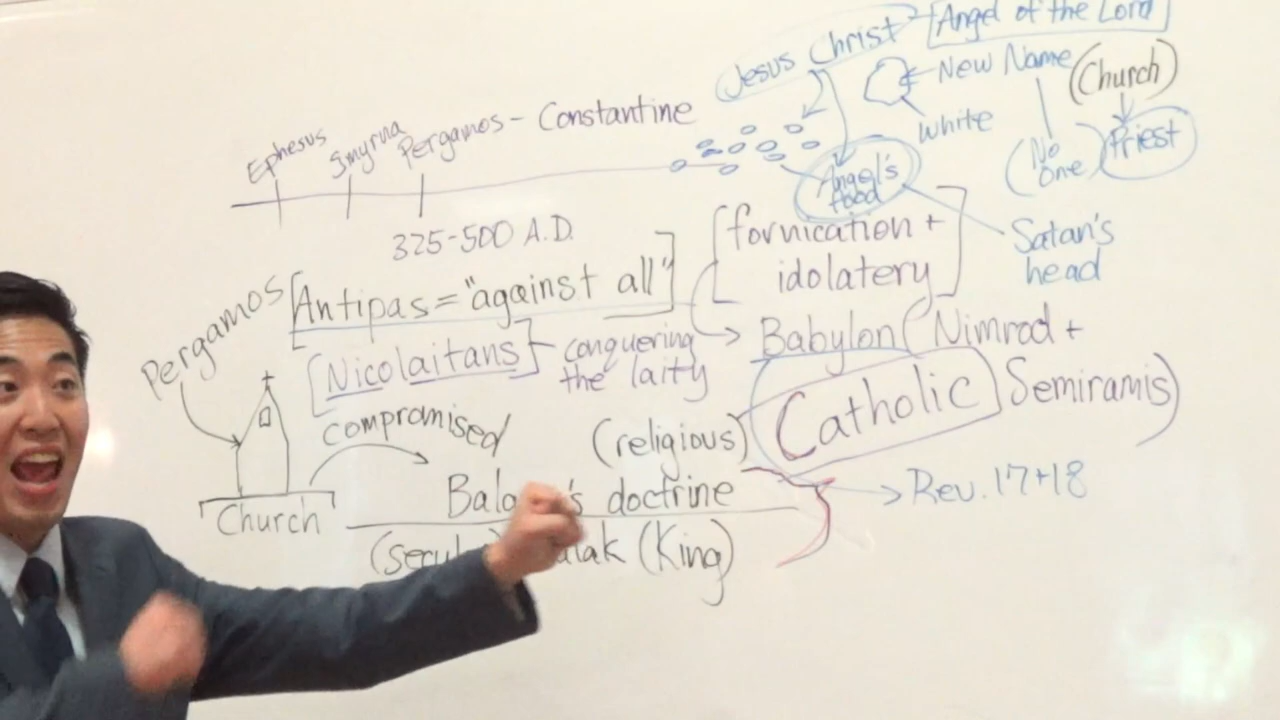 Jesus Christ
Angel of the Lord
New Name
(Church)
white
(No one)
Priest
Angel's food
Satan's head
Ephesus
Smyrna
Pergamos - Constantine
325-500 A.D.
[fornication +
idolatery]
Pergamos
[Antipas = "against all"]
[Nicolaitans]
conquering
the laity
Babylon (Nimrod +
Semiramis)
Catholic
compromised
(religious)
Church
doctrine
Rev. 17+18
(King)